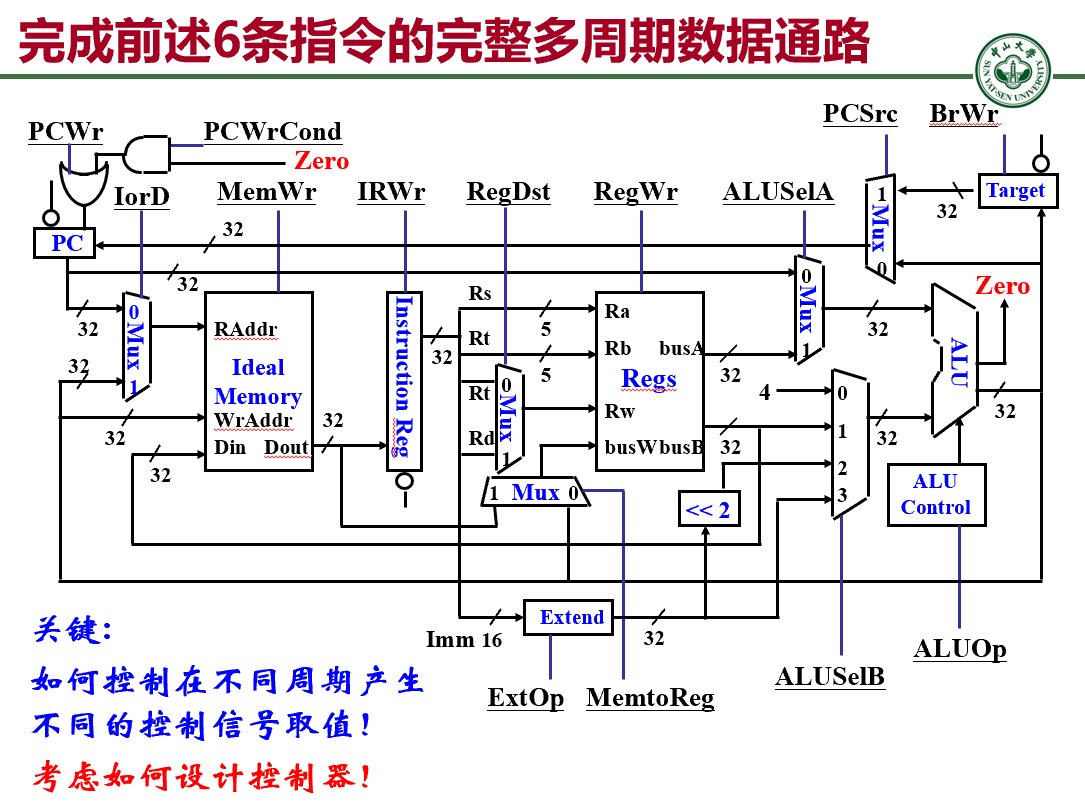 完成前述6条指令的完整多周期数据通路
中山大学
SUN YAT-SEN UNIVERSITY
PCWr
PCWrCond
Zero
PCSrc
BrWr
IorD
MemWr
IRWr
RegDst
RegWr
ALUSelA
Target
32
1
Mux
0
PC
32
32
32
0
Mux
1
RAddr
Ideal
Memory
WrAddr
Din
Dout
32
32
32
32
Instruction Reg
32
Rs
Rt
Rt
Rd
5
5
0
Mux
1
Ra
Rb
busA
Regs
Rw
busW
busB
32
32
1 Mux 0
0
Mux
1
32
4
0
1
2
3
32
Zero
ALU
32
<< 2
ALU
Control
Imm 16
Extend
32
ExtOp
MemtoReg
ALUSelB
ALUOp
关键:
如何控制在不同周期产生
不同的控制信号取值!
考虑如何设计控制器!